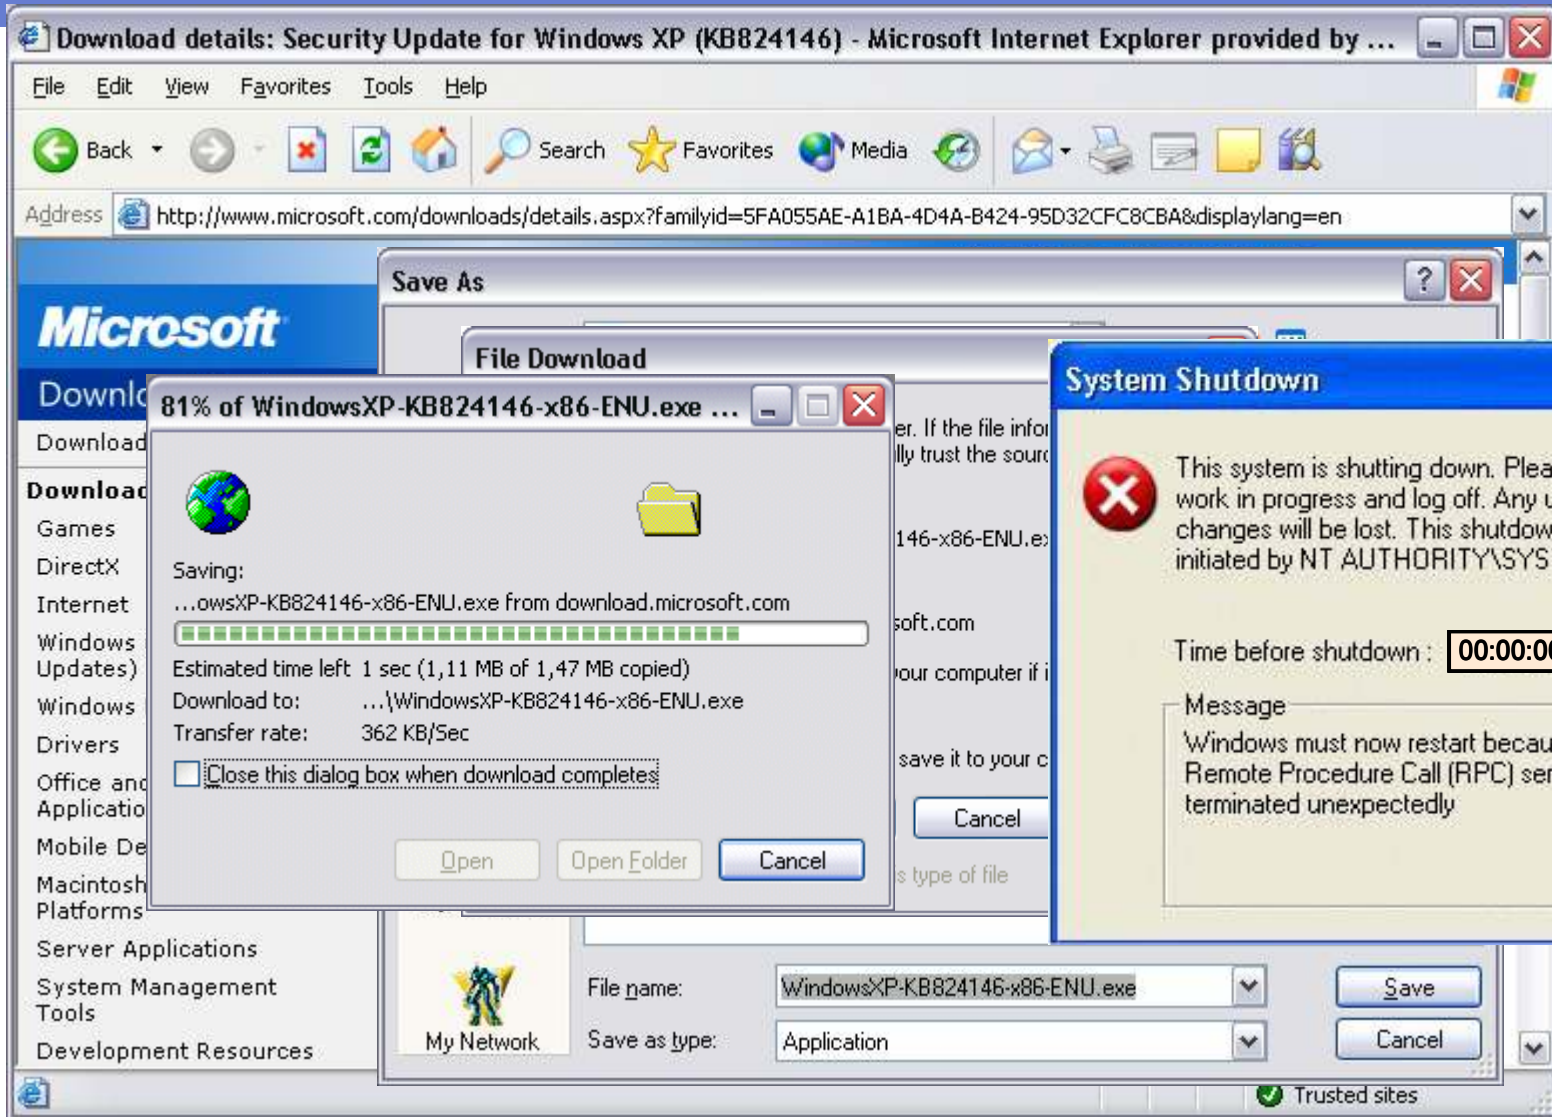 Download details: Security Update for Windows XP (KB824146) - Microsoft Internet Explorer provided by ...
File Edit View Favorites Tools Help
Back Search Favorites Media
Address http://www.microsoft.com/downloads/details.aspx?familyid=5FA055AE-A1BA-4D4A-B424-95D32CFC8CBA&displaylang=en
Microsoft
Download
Download
Games
DirectX
Internet
Windows
Updates)
Windows
Drivers
Office and
Applicatio
Mobile De
Macintosh
Platforms
Server Applications
System Management
Tools
Development Resources
Save As
File Download
er. If the file infor
lly trust the sourc
146-x86-ENU.ex
soft.com
your computer if i
save it to your c
Cancel
s type of file
81% of WindowsXP-KB824146-x86-ENU.exe ...
Saving:
...owsXP-KB824146-x86-ENU.exe from download.microsoft.com
Estimated time left 1 sec (1,11 MB of 1,47 MB copied)
Download to: ...\WindowsXP-KB824146-x86-ENU.exe
Transfer rate: 362 KB/Sec
Close this dialog box when download completes
Open Open Folder Cancel
System Shutdown
This system is shutting down. Plea
work in progress and log off. Any u
changes will be lost. This shutdow
initiated by NT AUTHORITY\SYS
Time before shutdown : 00:00:00
Message
Windows must now restart becau
Remote Procedure Call (RPC) ser
terminated unexpectedly
My Network
File name: WindowsXP-KB824146-x86-ENU.exe Save
Save as type: Application Cancel
Trusted sites